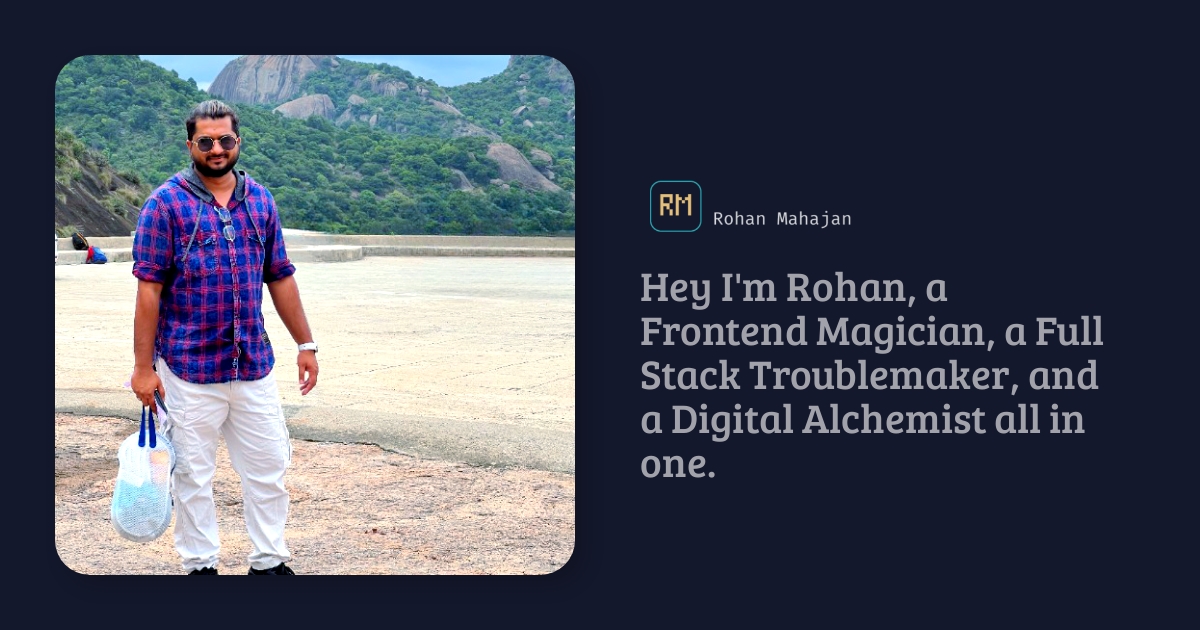 RM
Rohan Mahajan
Hey I'm Rohan, a
Frontend Magician, a Full
Stack Troublemaker, and
a Digital Alchemist all in
one.